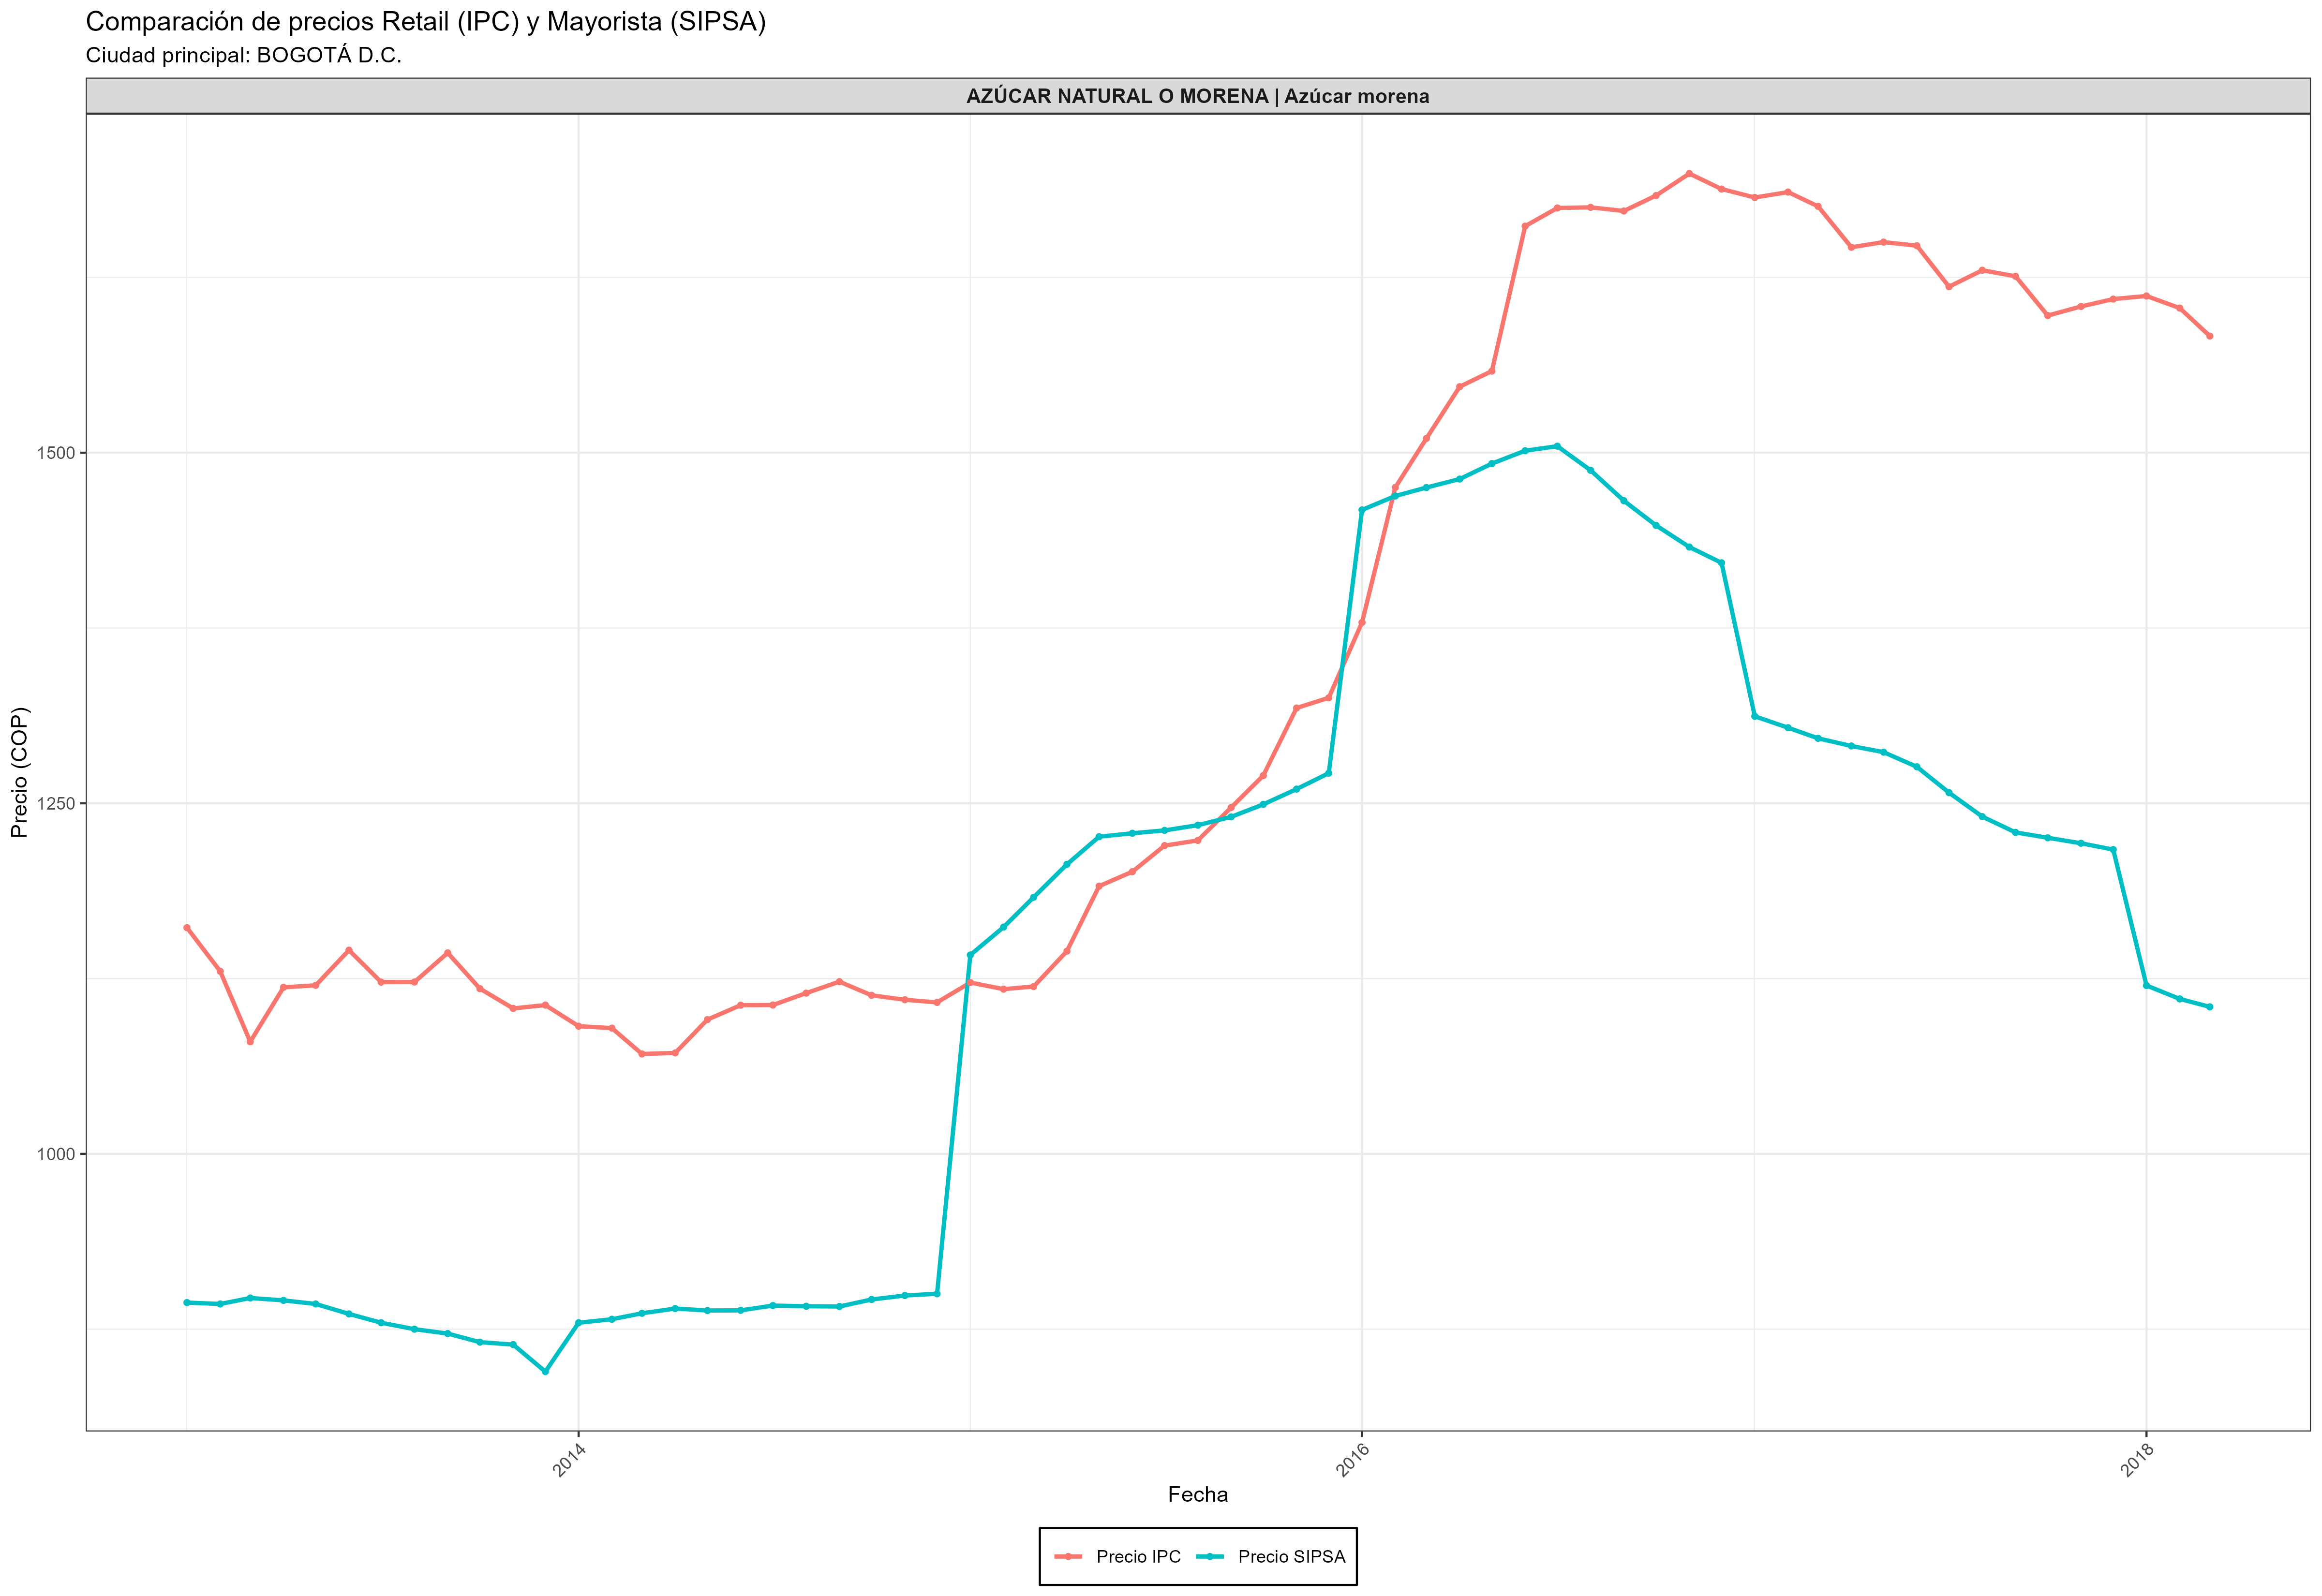 Comparación de precios Retail (IPC) y Mayorista (SIPSA)
Ciudad principal: BOGOTÁ D.C.
AZÚCAR NATURAL O MORENA | Azúcar morena
Precio (COP)
1500
1250
1000
2014
2016
2018
Fecha
Precio IPC
Precio SIPSA